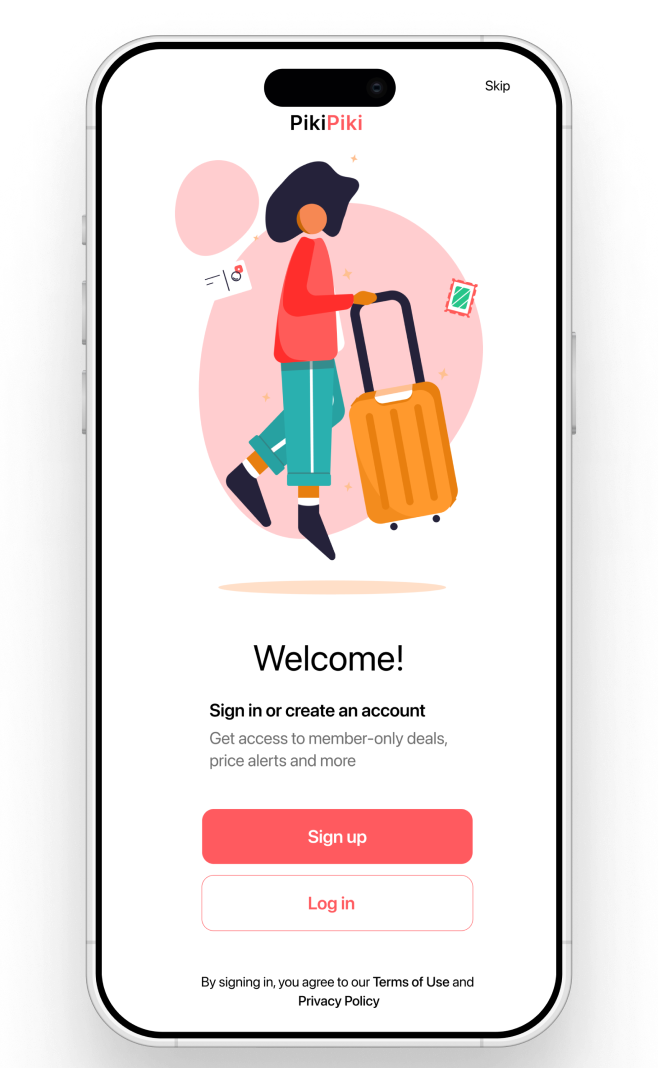 Skip
PikiPiki
Welcome!
Sign in or create an account
Get access to member-only deals,
price alerts and more
Sign up
Log in
By signing in, you agree to our Terms of Use and
Privacy Policy